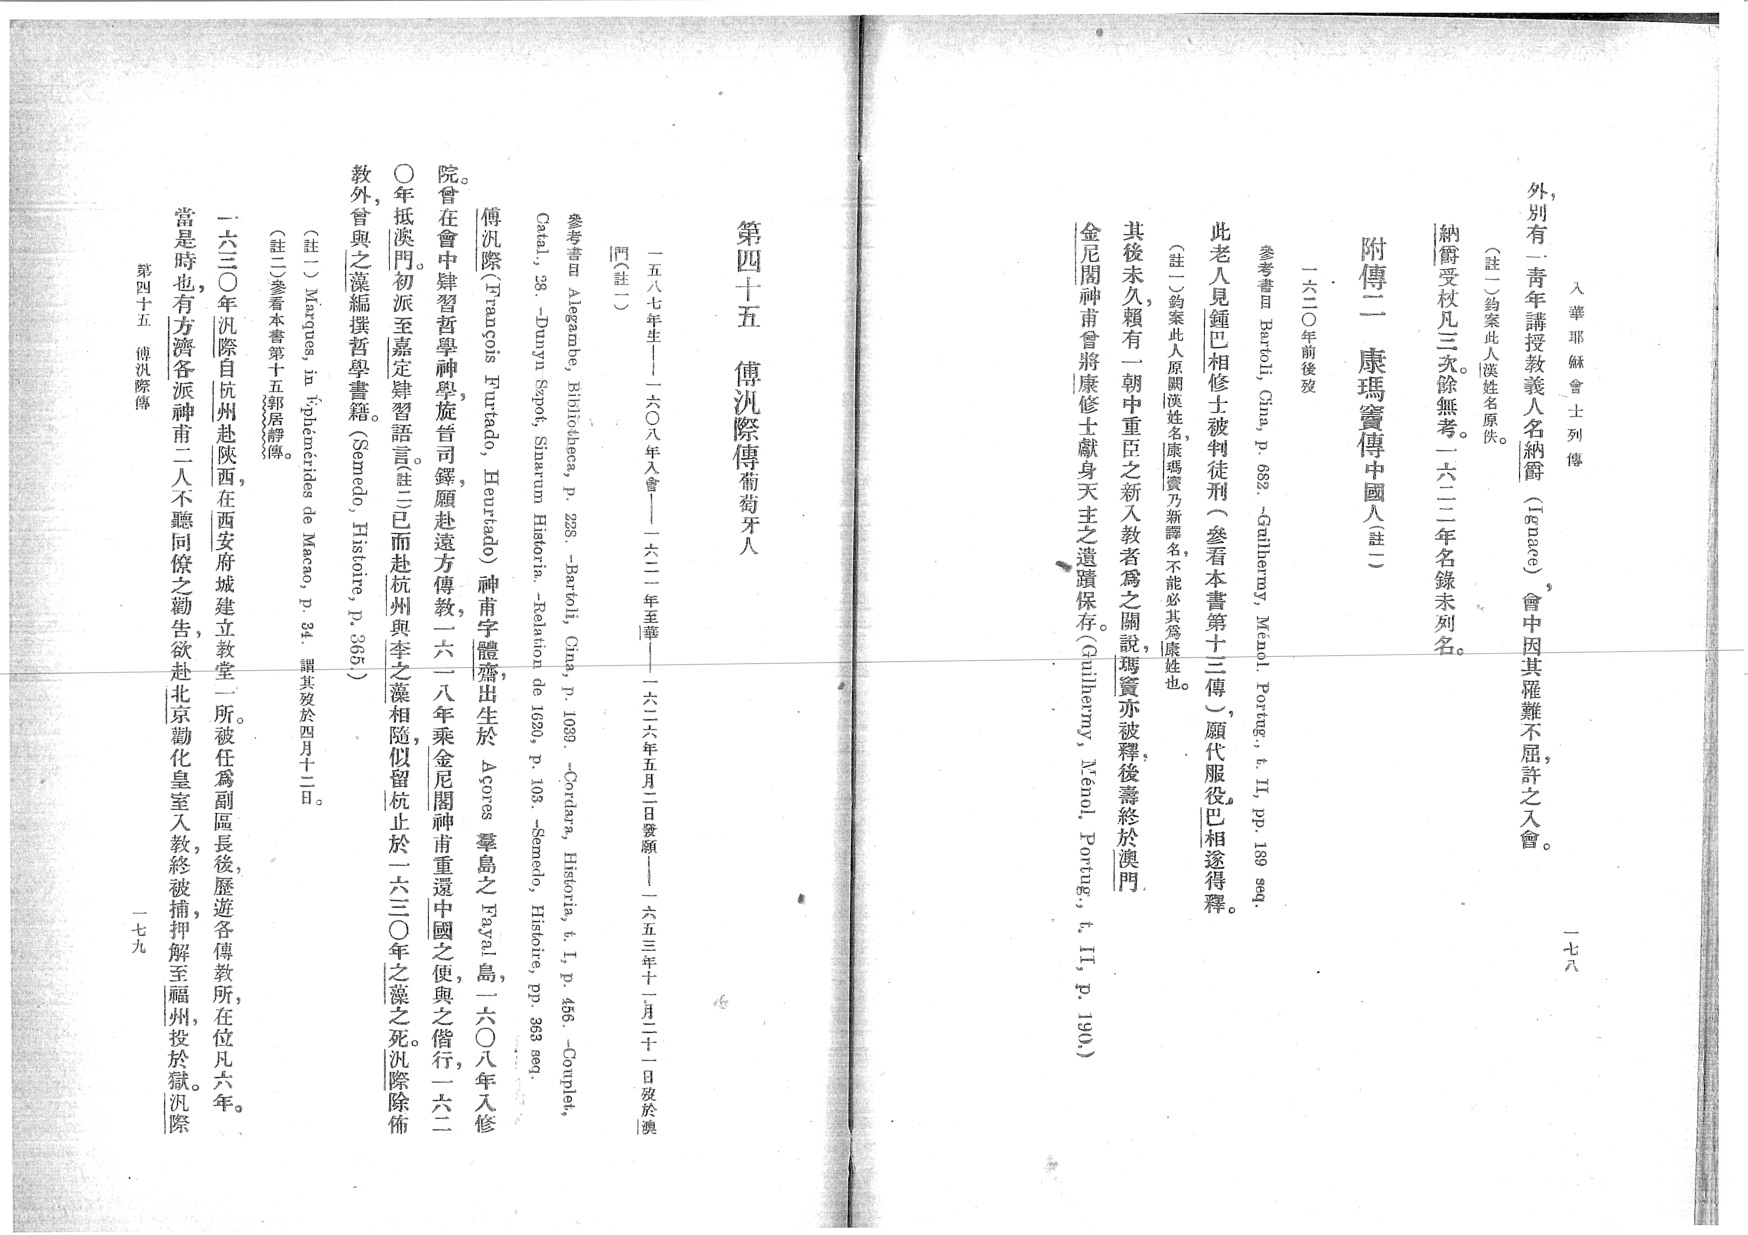 入華耶穌會士列傳
一七八
外，別有一靑年講授教義人名納爵（Ignace），會中因其罹難不屈，許之入會。
（註一）鈞案此人漢姓名原佚。
納爵受杖凡三次。餘無考。一六二二年名錄未列名。
附傳二　康瑪竇傳中國人（註一）
一六二〇年前後歿
參考書目 Bartoli, Cina, p. 682. -Guilhermy, Ménol. Portug., t. II, pp. 189 seq.
此老人見鍾巴相修士被判徒刑（參看本書第十三傳），願代服役。巴相遂得釋。
（註一）鈞案此人原闕漢姓名，康瑪竇乃新譯名，不能必其爲康姓也。
其後未久，賴有一朝中重臣之新入教者爲之關說，瑪竇亦被釋，後壽終於澳門
金尼閣神甫曾將康修士獻身天主之遺蹟保存。(Guilhermy, Ménol. Portug., t. II, p. 190.)
第四十五　傅汎際傳葡萄牙人
一五八七年生——一六〇八年入會——一六二一年至華——一六二六年五月二日發願——一六五三年十一月二十一日歿於澳
門（註一）
參考書目 Alegambe, Bibliotheca, p. 223. -Bartoli, Cina, p. 1039. -Cordara, Historia, t. I, p. 456. -Couplet,
Catal., 23. -Dunyn Szpot, Sinarum Historia. -Relation de 1620, p. 103. -Semedo, Histoire, pp. 363 seq.
傅汎際 (François Furtado, Heurtado) 神甫字體齋，出生於 Açores 羣島之 Fayal 島，一六〇八年入修
院。曾在會中肄習哲學神學，旋昔司鐸，願赴遠方傳教，一六一八年乘金尼閣神甫重還中國之便，與之偕行，一六二
〇年抵澳門。初派至嘉定肄習語言。（註二）已而赴杭州與李之藻相隨，似留杭止於一六三〇年之藻之死。汎際除佈
教外，曾與之藻編撰哲學書籍。(Semedo, Histoire, p. 365.)
（註一）Marques, in Éphémérides de Macao, p. 34. 謂其歿於四月十二日。
（註二）參看本書第十五郭居靜傳。
一六三〇年汎際自杭州赴陝西，在西安府城建立教堂一所。被任爲副區長後，歷遊各傳教所，在位凡六年。
當是時也，有方濟各派神甫二人不聽同僚之勸告，欲赴北京勸化皇室入教，終被捕，押解至福州，投於獄。汎際
第四十五　傅汎際傳
一七九